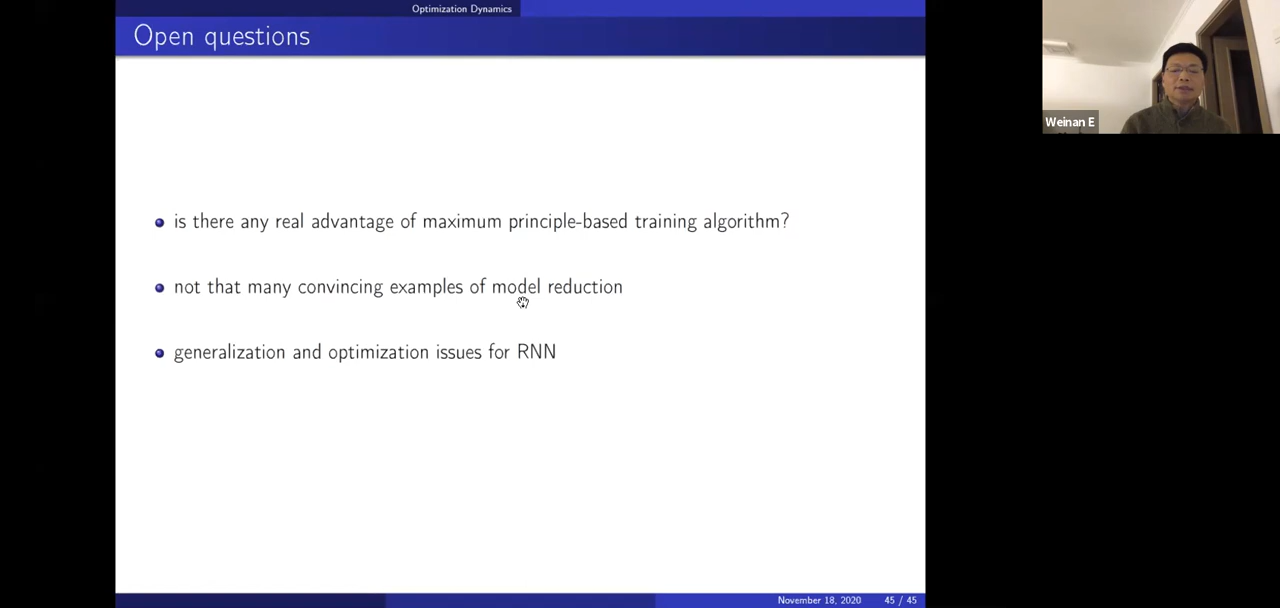 Optimization Dynamics
Open questions
Weinan E
is there any real advantage of maximum principle-based training algorithm?
not that many convincing examples of model reduction
generalization and optimization issues for RNN
November 18, 2020 45 / 45